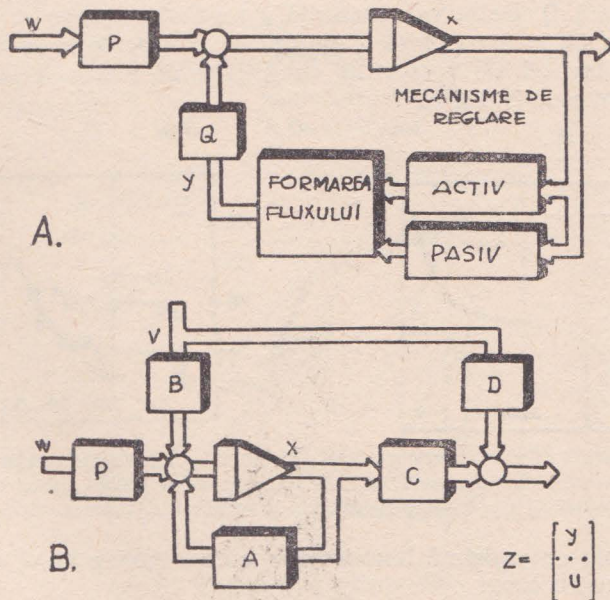 w
P
x
MECANISME DE
REGLARE
Q
y
FORMAREA
FLUXULUI
ACTIV
PASIV
A.
V
B
D
w
P
x
C
A
B.
Z= [y
...
u]